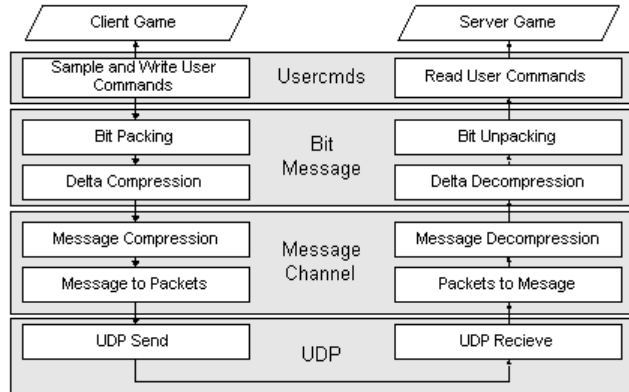 Client Game
Server Game
Sample and Write User
Commands
Usercmds
Read User Commands
Bit Packing
Bit
Message
Bit Unpacking
Delta Compression
Delta Decompression
Message Compression
Message
Channel
Message Decompression
Message to Packets
Packets to Mesage
UDP Send
UDP
UDP Recieve